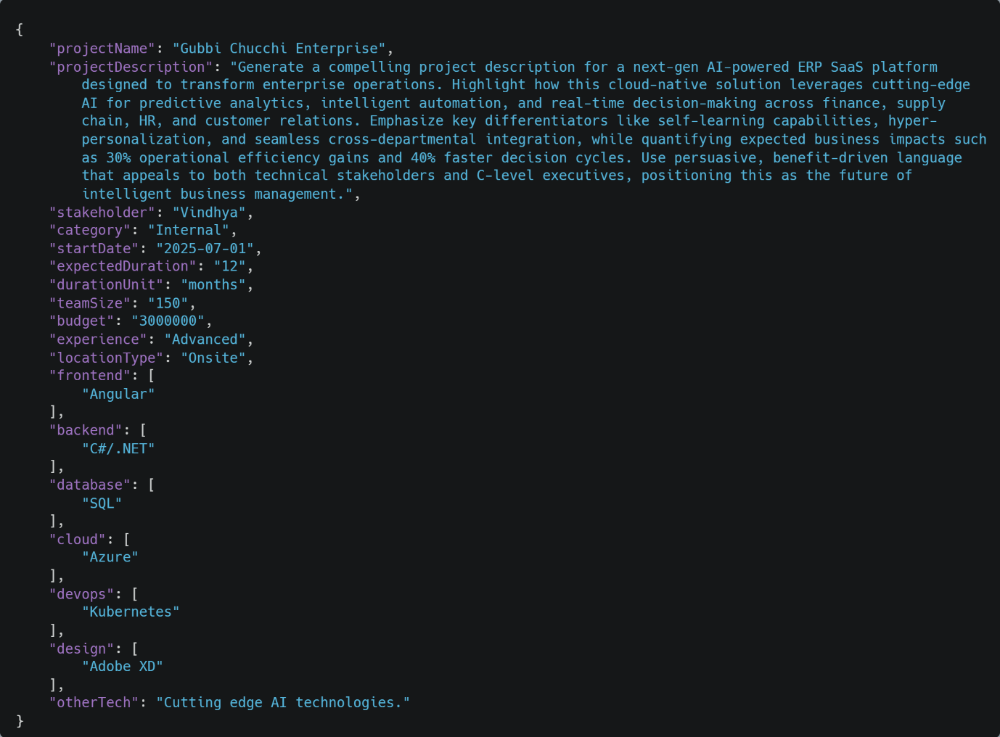 {
"projectName": "Gubbi Chucchi Enterprise",
"projectDescription": "Generate a compelling project description for a next-gen AI-powered ERP SaaS platform
designed to transform enterprise operations. Highlight how this cloud-native solution leverages cutting-edge
AI for predictive analytics, intelligent automation, and real-time decision-making across finance, supply
chain, HR, and customer relations. Emphasize key differentiators like self-learning capabilities, hyper-
personalization, and seamless cross-departmental integration, while quantifying expected business impacts such
as 30% operational efficiency gains and 40% faster decision cycles. Use persuasive, benefit-driven language
that appeals to both technical stakeholders and C-level executives, positioning this as the future of
intelligent business management.",
"stakeholder": "Vindhya",
"category": "Internal",
"startDate": "2025-07-01",
"expectedDuration": "12",
"durationUnit": "months",
"teamSize": "150",
"budget": "3000000",
"experience": "Advanced",
"locationType": "Onsite",
"frontend": [
"Angular"
],
"backend": [
"C#/.NET"
],
"database": [
"SQL"
],
"cloud": [
"Azure"
],
"devops": [
"Kubernetes"
],
"design": [
"Adobe XD"
],
"otherTech": "Cutting edge AI technologies."
}